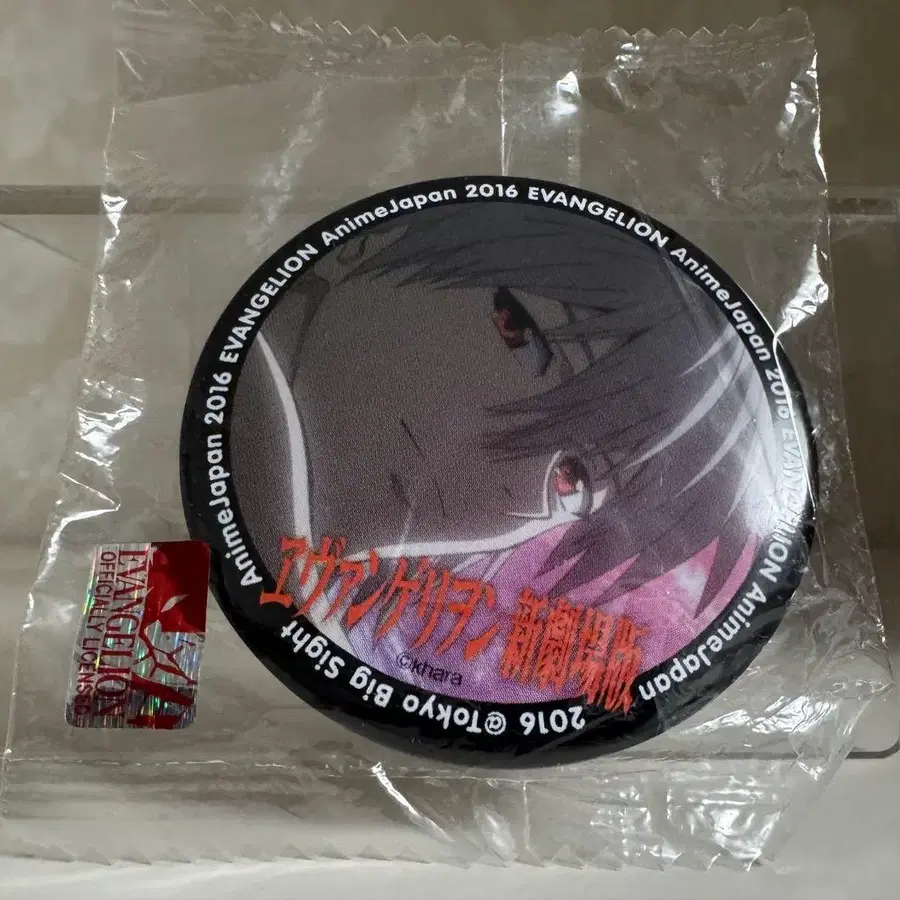 AnimeJapan 2016 EVANGELION AnimeJapan 2016 EVANGELION AnimeJapan 2016 EVANGELION AnimeJapan 2016 @Tokyo Big Sight
ヱヴァンゲリヲン 新劇場版
©khara
EVANGELION
OFFICIALLY LICENSED